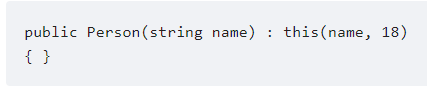 public Person(string name) : this(name, 18)
{ }